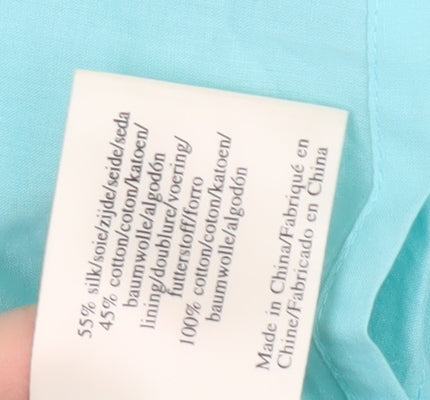 55% silk/soie/zijde/seide/seda
45% cotton/coton/katoen/
baumwolle/algodón
lining/doublure/voering/
futterstoff/forro
100% cotton/coton/katoen/
baumwolle/algodón
Made in China/Fabriqué en
Chine/Fabricado en China